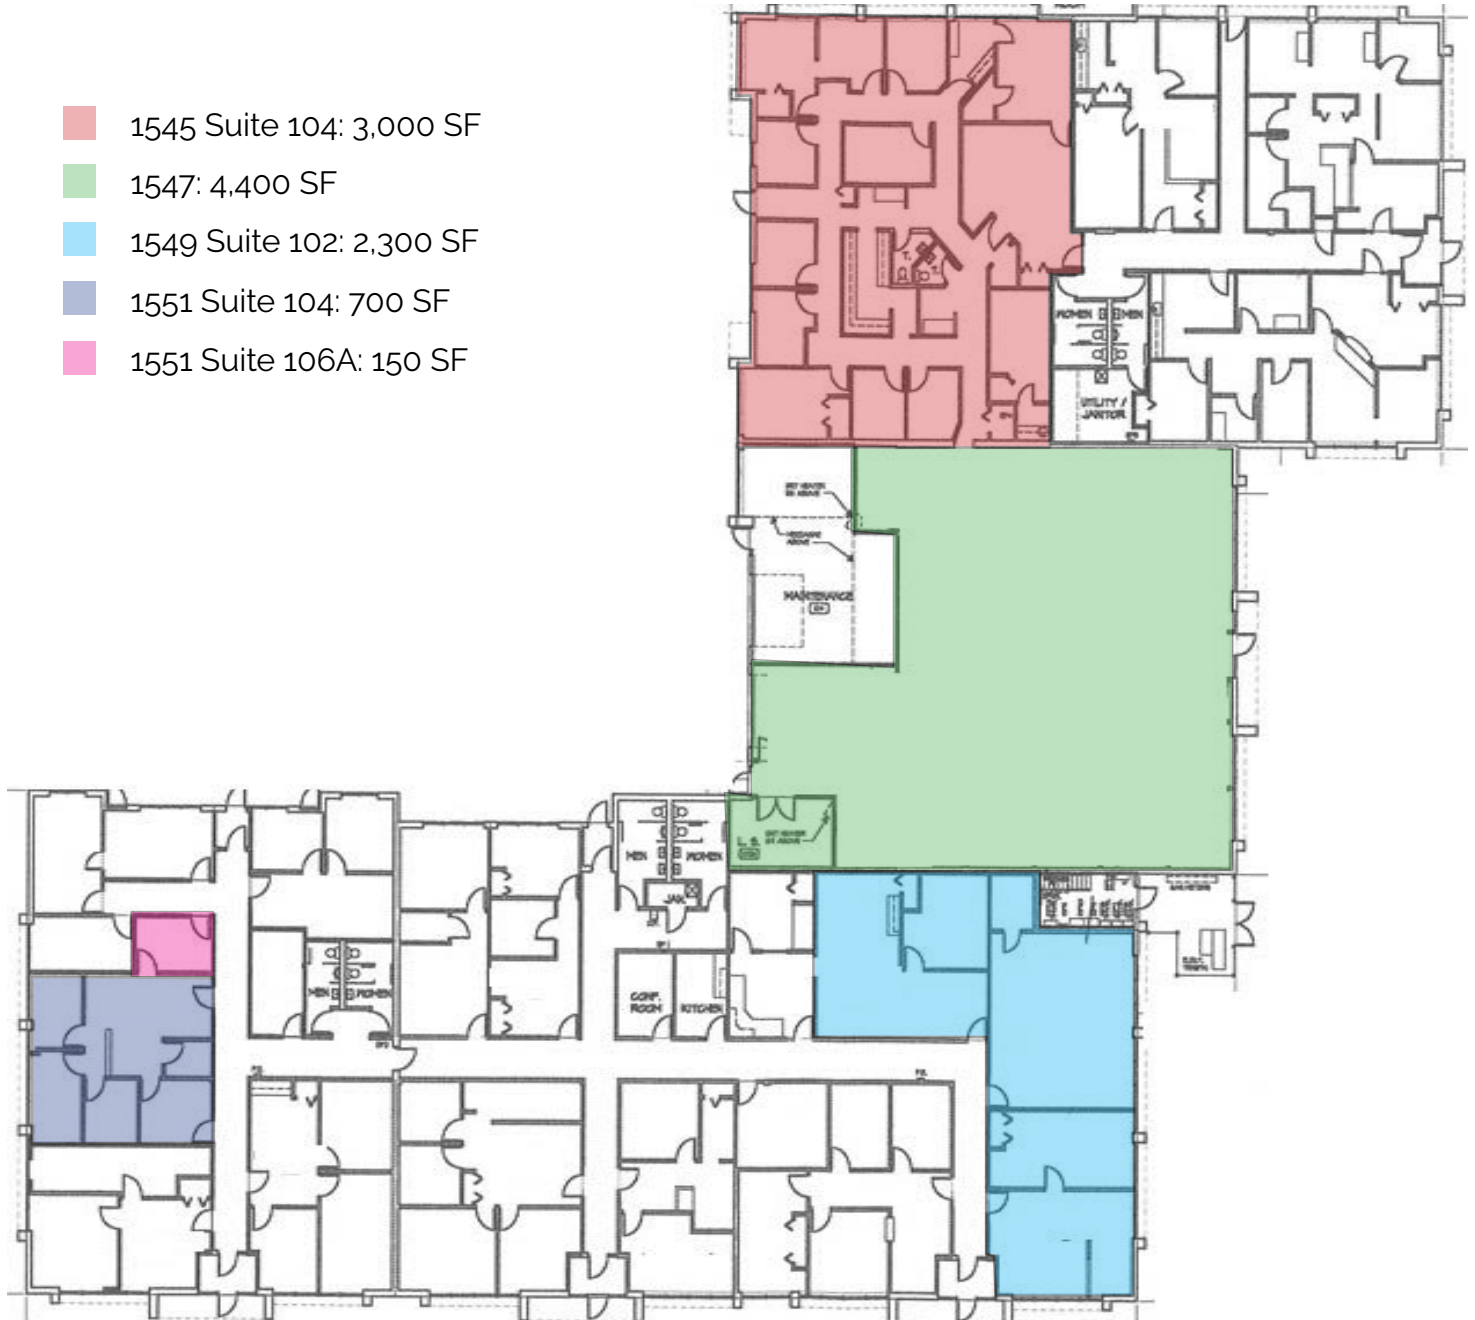 1545 Suite 104: 3,000 SF
1547: 4,400 SF
1549 Suite 102: 2,300 SF
1551 Suite 104: 700 SF
1551 Suite 106A: 150 SF
WOMEN
MEN
UTILITY /
JANITOR
ABOVE
MAINTENANCE
L. S.
MEN
WOMEN
JAN.
MEN
WOMEN
CONF.
ROOM
KITCHEN